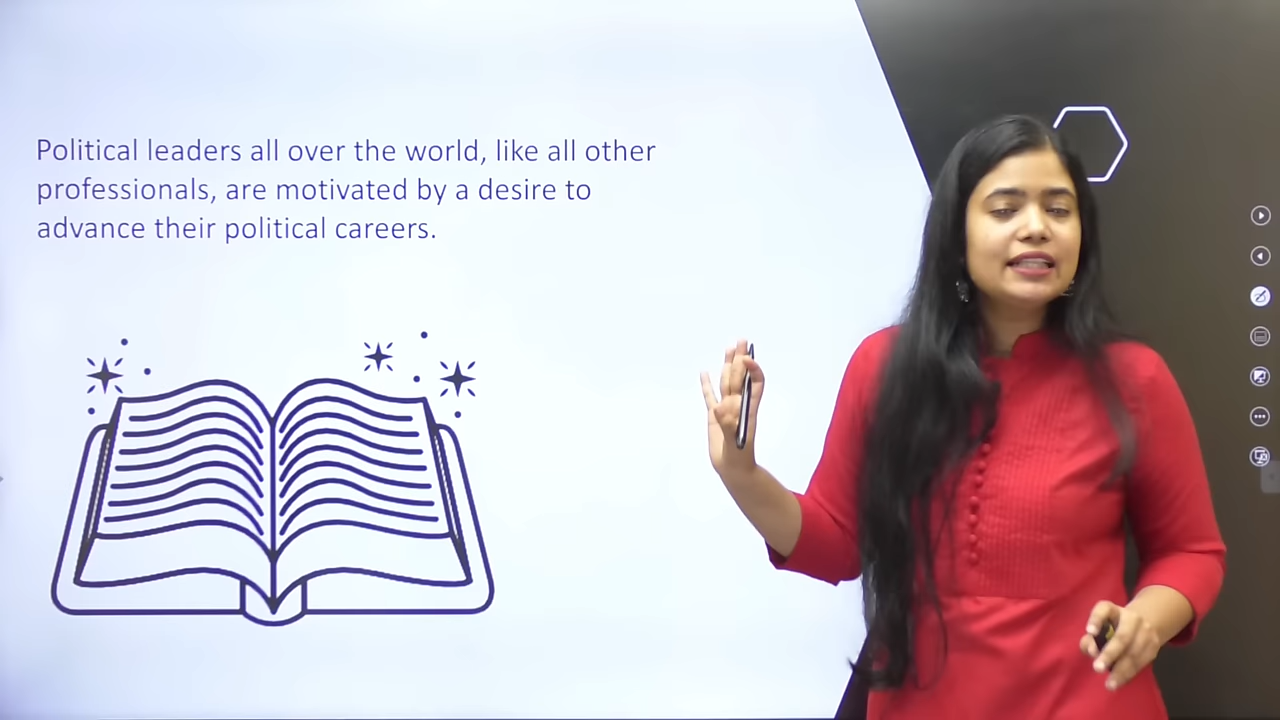 Political leaders all over the world, like all other
professionals, are motivated by a desire to
advance their political careers.